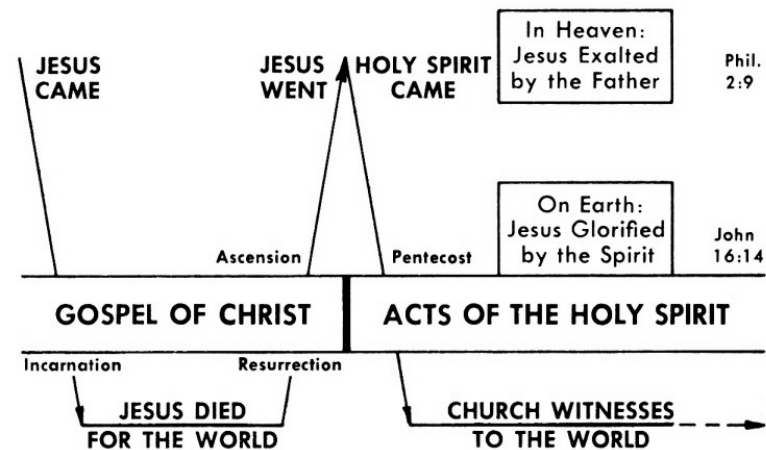 JESUS
CAME
JESUS
WENT
HOLY SPIRIT
CAME
In Heaven:
Jesus Exalted
by the Father
Phil.
2:9
On Earth:
Jesus Glorified
by the Spirit
John
16:14
Ascension
Pentecost
GOSPEL OF CHRIST
ACTS OF THE HOLY SPIRIT
Incarnation
Resurrection
JESUS DIED
FOR THE WORLD
CHURCH WITNESSES
TO THE WORLD